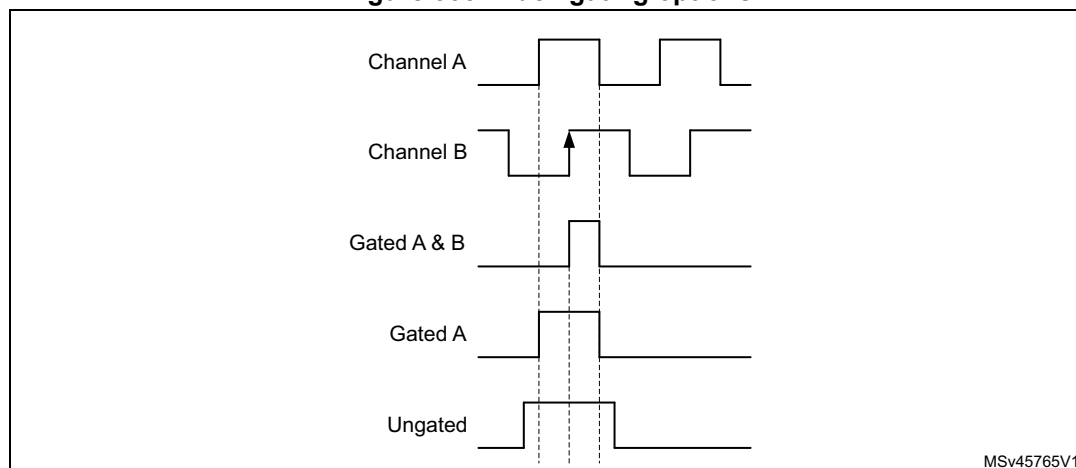 Channel A
Channel B
Gated A & B
Gated A
Ungated
MSv45765V1